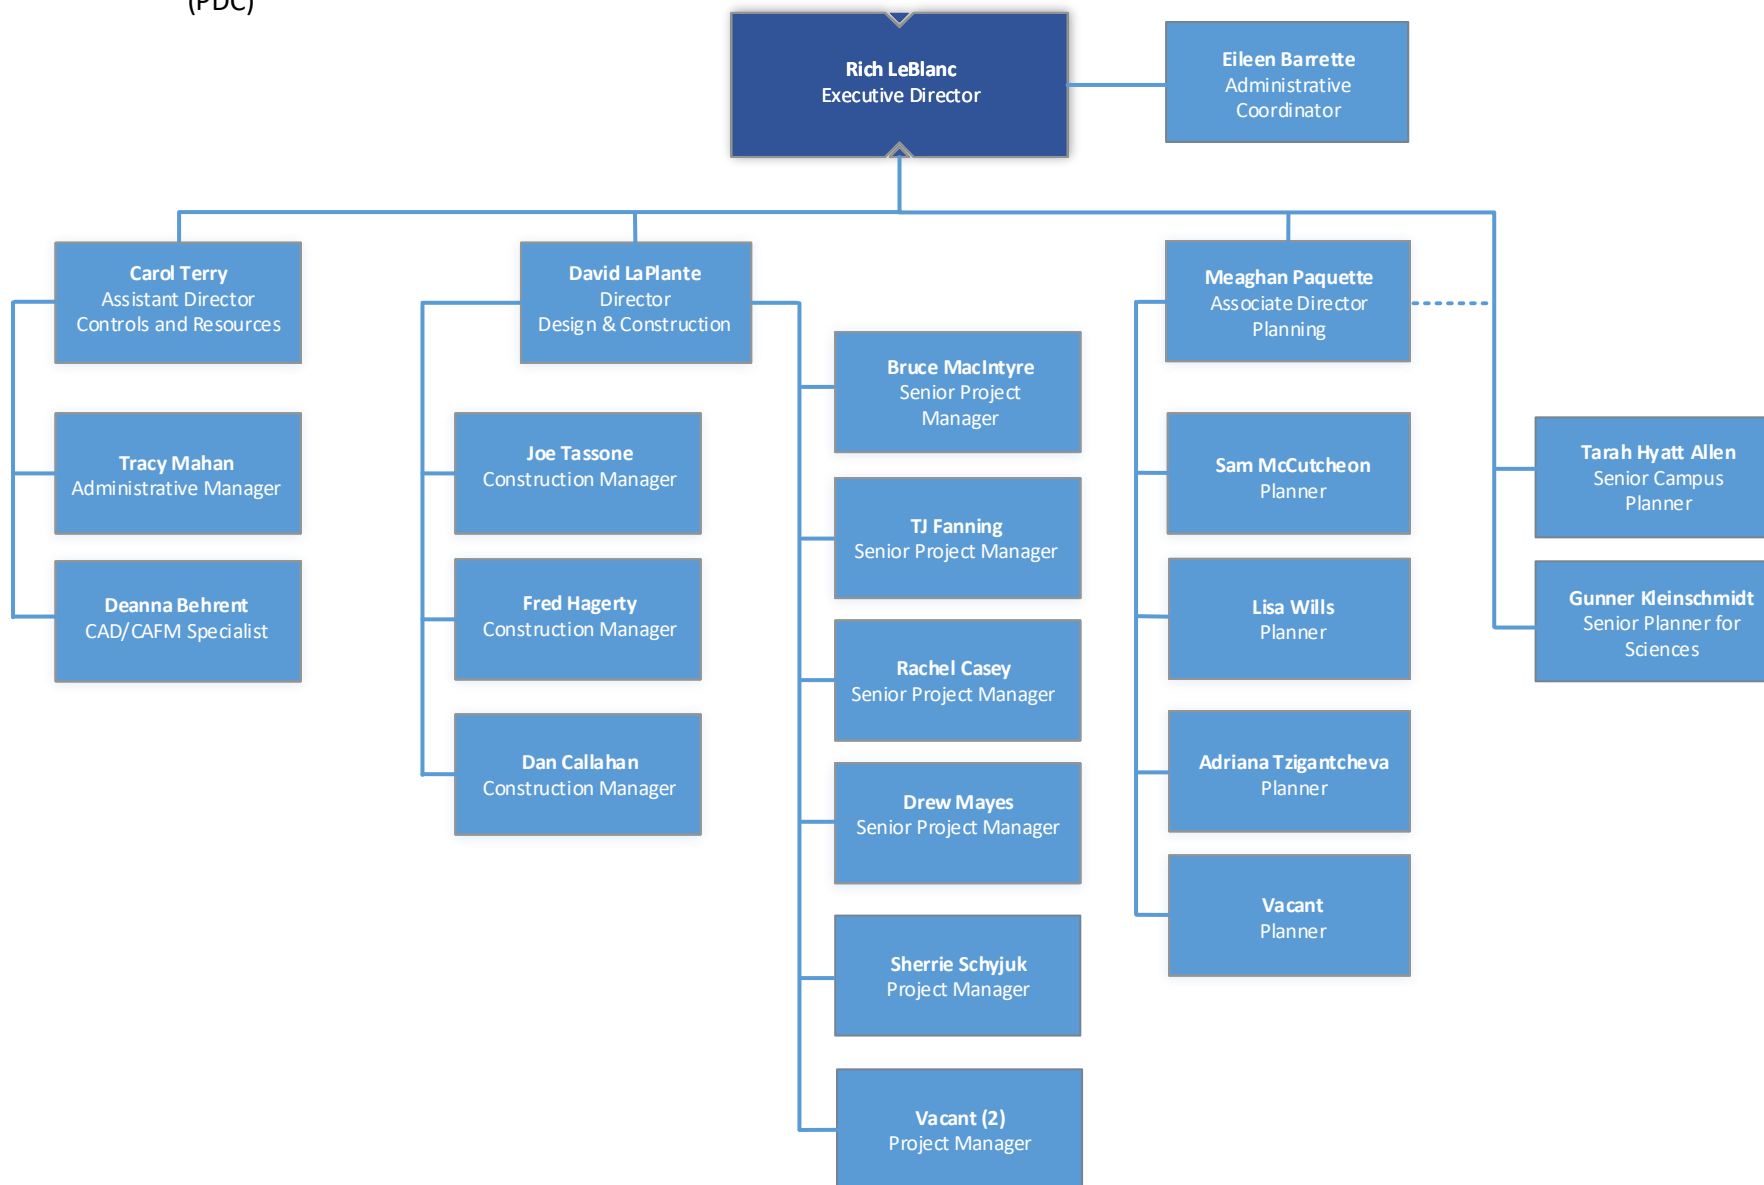 (PDC)
Rich LeBlanc
Executive Director
Eileen Barrette
Administrative
Coordinator
Carol Terry
Assistant Director
Controls and Resources
Tracy Mahan
Administrative Manager
Deanna Behrent
CAD/CAFM Specialist
David LaPlante
Director
Design & Construction
Joe Tassone
Construction Manager
Fred Hagerty
Construction Manager
Dan Callahan
Construction Manager
Bruce MacIntyre
Senior Project
Manager
TJ Fanning
Senior Project Manager
Rachel Casey
Senior Project Manager
Drew Mayes
Senior Project Manager
Sherrie Schyjuk
Project Manager
Vacant (2)
Project Manager
Meaghan Paquette
Associate Director
Planning
Sam McCutcheon
Planner
Lisa Wills
Planner
Adriana Tzigantcheva
Planner
Vacant
Planner
Tarah Hyatt Allen
Senior Campus
Planner
Gunner Kleinschmidt
Senior Planner for
Sciences